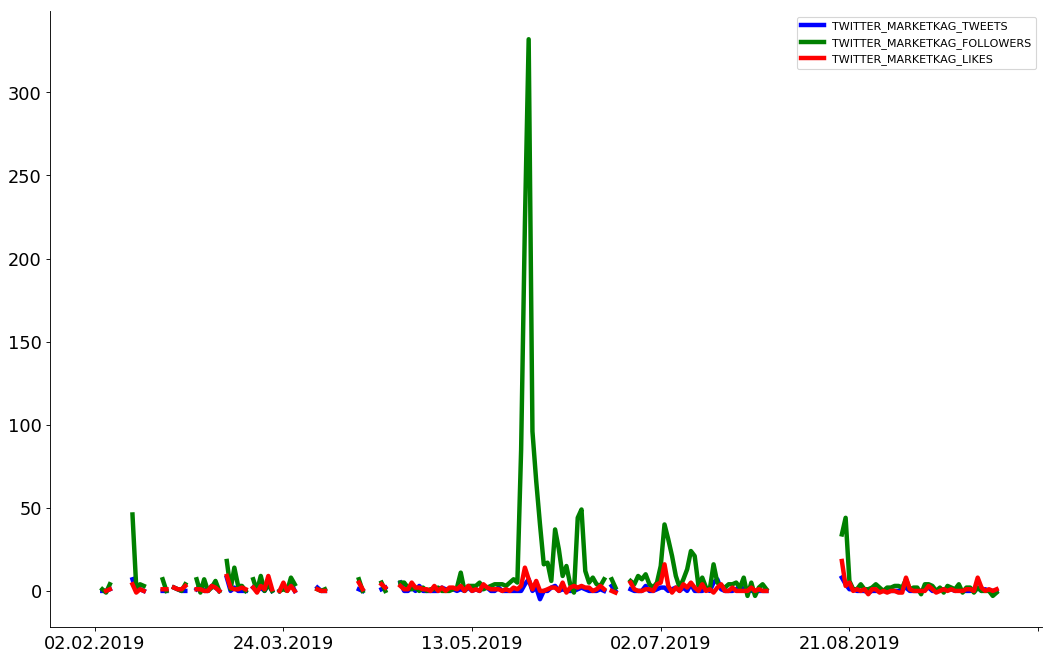 TWITTER_MARKETKAG_TWEETS
TWITTER_MARKETKAG_FOLLOWERS
TWITTER_MARKETKAG_LIKES
300
250
200
150
100
50
0
02.02.2019 24.03.2019 13.05.2019 02.07.2019 21.08.2019